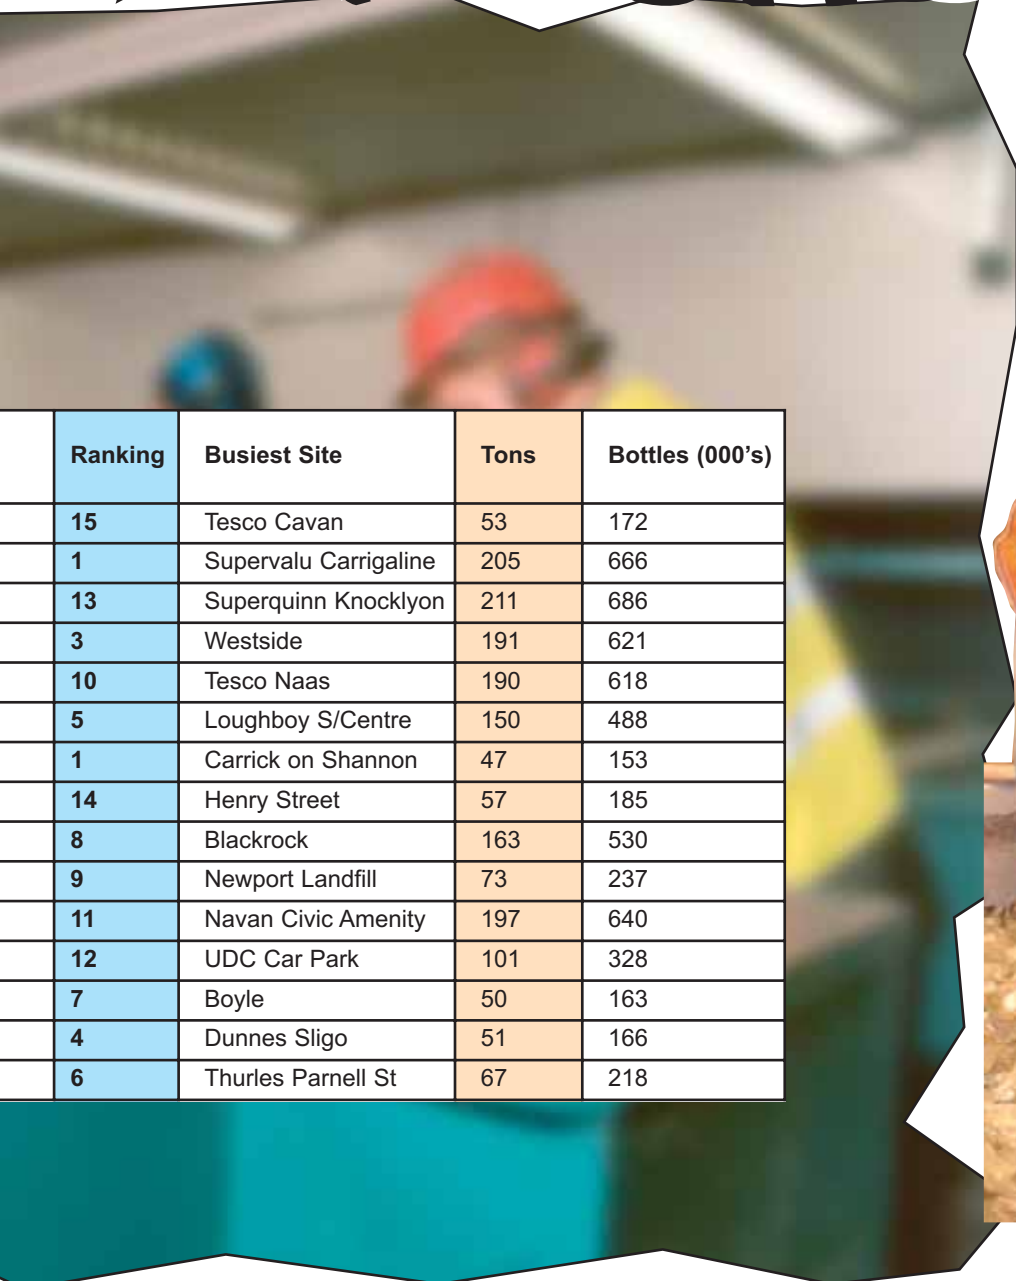 Ranking Busiest Site Tons Bottles (000's)
15 Tesco Cavan 53 172
1 Supervalu Carrigaline 205 666
13 Superquinn Knocklyon 211 686
3 Westside 191 621
10 Tesco Naas 190 618
5 Loughboy S/Centre 150 488
1 Carrick on Shannon 47 153
14 Henry Street 57 185
8 Blackrock 163 530
9 Newport Landfill 73 237
11 Navan Civic Amenity 197 640
12 UDC Car Park 101 328
7 Boyle 50 163
4 Dunnes Sligo 51 166
6 Thurles Parnell St 67 218